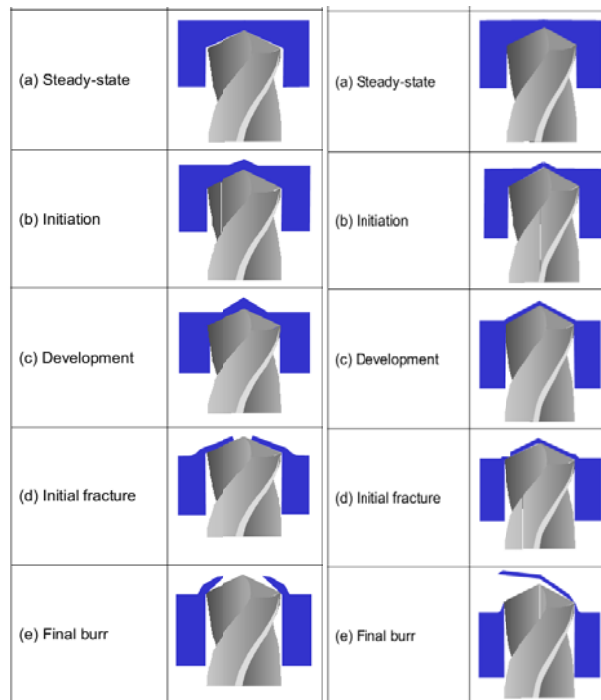 (a) Steady-state
(a) Steady-state
(b) Initiation
(b) Initiation
(c) Development
(c) Development
(d) Initial fracture
(d) Initial fracture
(e) Final burr
(e) Final burr